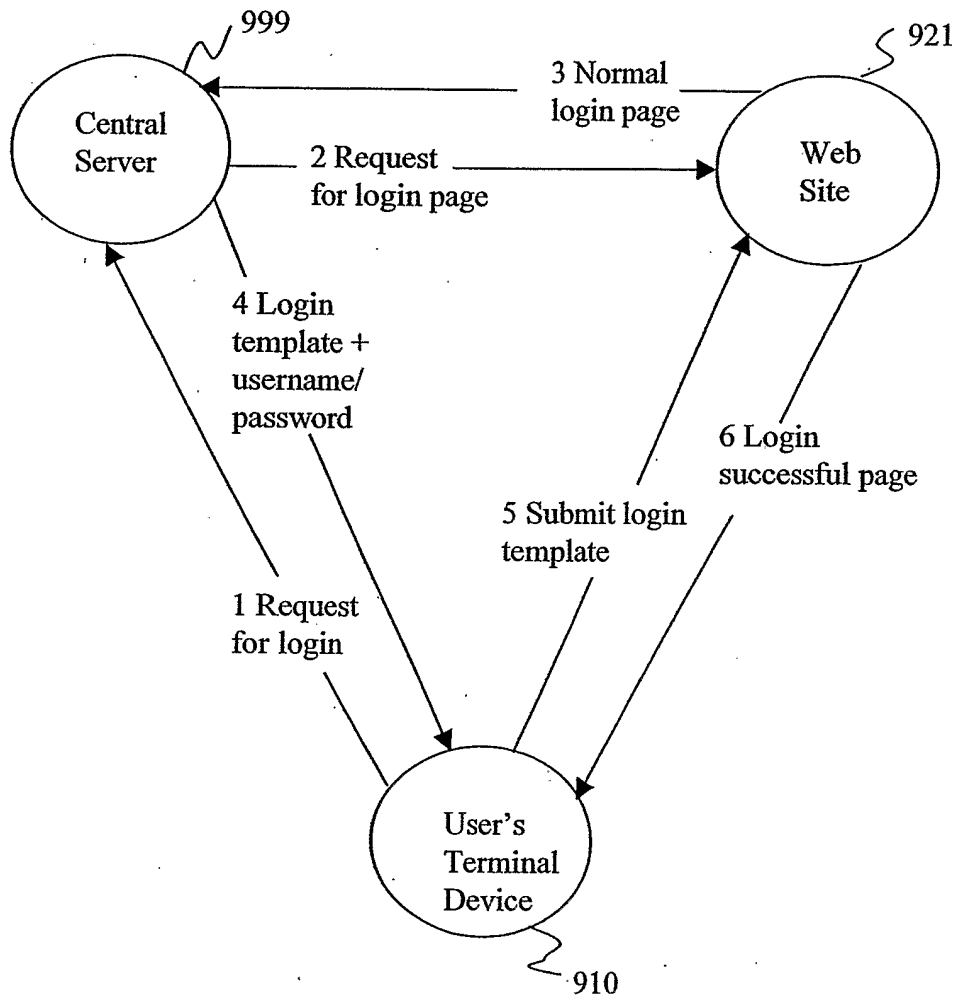 999
921
3 Normal
login page
Central
Server
Web
Site
2 Request
for login page
4 Login
template +
username/
password
6 Login
successful page
5 Submit login
template
1 Request
for login
User's
Terminal
Device
910